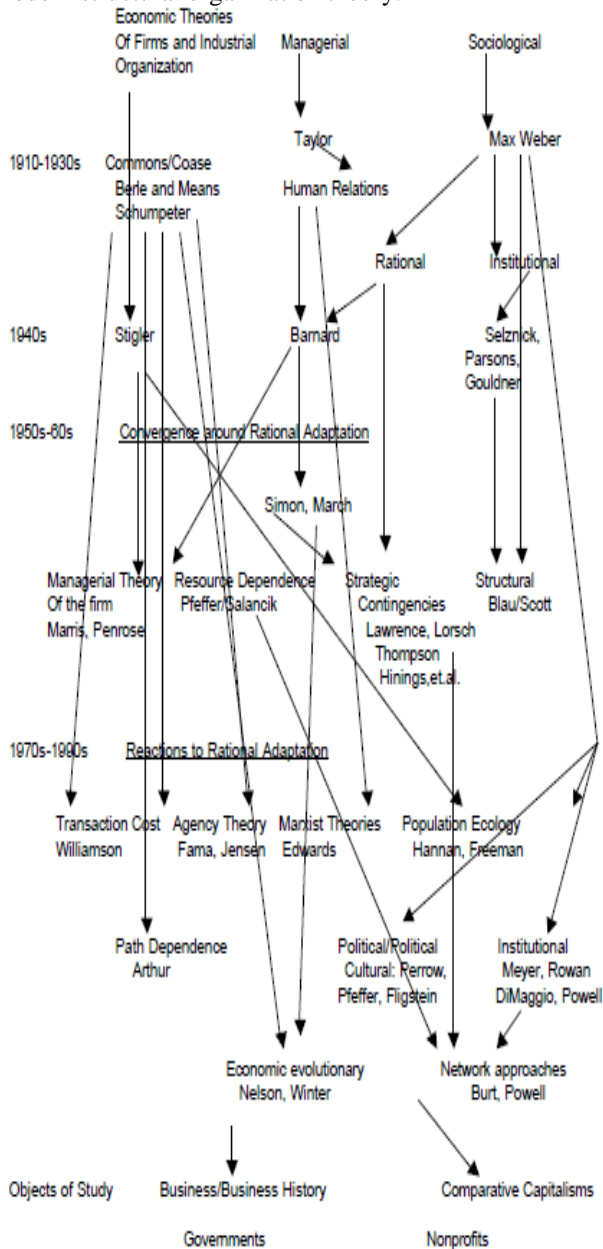 Economic Theories
Of Firms and Industrial Managerial Sociological
Organization
Taylor Max Weber
1910-1930s Commons/Coase
Berle and Means Human Relations
Schumpeter
Rational Institutional
1940s Stigler Barnard Selznick,
Parsons,
Gouldner
1950s-60s Convergence around Rational Adaptation
Simon, March
Managerial Theory Resource Dependence Strategic Structural
Of the firm Pfeffer/Salancik Contingencies Blau/Scott
Marris, Penrose Lawrence, Lorsch
Thompson
Hinings,et.al.
1970s-1990s Reactions to Rational Adaptation
Transaction Cost Agency Theory Marxist Theories Population Ecology
Williamson Fama, Jensen Edwards Hannan, Freeman
Path Dependence Political/Political Institutional
Arthur Cultural: Perrow, Meyer, Rowan
Pfeffer, Fligstein DiMaggio, Powell
Economic evolutionary Network approaches
Nelson, Winter Burt, Powell
Objects of Study Business/Business History Comparative Capitalisms
Governments Nonprofits